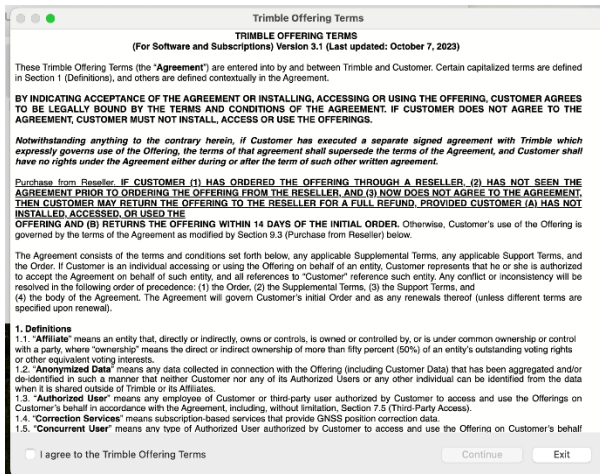 Trimble Offering Terms
TRIMBLE OFFERING TERMS
(For Software and Subscriptions) Version 3.1 (Last updated: October 7, 2023)
These Trimble Offering Terms (the “Agreement”) are entered into by and between Trimble and Customer. Certain capitalized terms are defined
in Section 1 (Definitions), and others are defined contextually in the Agreement.
BY INDICATING ACCEPTANCE OF THE AGREEMENT OR INSTALLING, ACCESSING OR USING THE OFFERING, CUSTOMER AGREES
TO BE LEGALLY BOUND BY THE TERMS AND CONDITIONS OF THE AGREEMENT. IF CUSTOMER DOES NOT AGREE TO THE
AGREEMENT, CUSTOMER MUST NOT INSTALL, ACCESS OR USE THE OFFERINGS.
Notwithstanding anything to the contrary herein, if Customer has executed a separate signed agreement with Trimble which
expressly governs use of the Offering, the terms of that agreement shall supersede the terms of the Agreement, and Customer shall
have no rights under the Agreement either during or after the term of such other written agreement.
Purchase from Reseller. IF CUSTOMER (1) HAS ORDERED THE OFFERING THROUGH A RESELLER, (2) HAS NOT SEEN THE
AGREEMENT PRIOR TO ORDERING THE OFFERING FROM THE RESELLER, AND (3) NOW DOES NOT AGREE TO THE AGREEMENT,
THEN CUSTOMER MAY RETURN THE OFFERING TO THE RESELLER FOR A FULL REFUND, PROVIDED CUSTOMER (A) HAS NOT
INSTALLED, ACCESSED, OR USED THE
OFFERING AND (B) RETURNS THE OFFERING WITHIN 14 DAYS OF THE INITIAL ORDER. Otherwise, Customer's use of the Offering is
governed by the terms of the Agreement as modified by Section 9.3 (Purchase from Reseller) below.
The Agreement consists of the terms and conditions set forth below, any applicable Supplemental Terms, any applicable Support Terms, and
the Order. If Customer is an individual accessing or using the Offering on behalf of an entity, Customer represents that he or she is authorized
to accept the Agreement on behalf of such entity, and all references to “Customer” reference such entity. Any conflict or inconsistency will be
resolved in the following order of precedence: (1) the Order, (2) the Supplemental Terms, (3) the Support Terms, and
(4) the body of the Agreement. The Agreement will govern Customer's initial Order and as any renewals thereof (unless different terms are
specified upon renewal).
1. Definitions
1.1. “Affiliate” means an entity that, directly or indirectly, owns or controls, is owned or controlled by, or is under common ownership or control
with a party, where “ownership” means the direct or indirect ownership of more than fifty percent (50%) of an entity's outstanding voting rights
or other equivalent voting interests.
1.2. “Anonymized Data” means any data collected in connection with the Offering (including Customer Data) that has been aggregated and/or
de-identified in such a manner that neither Customer nor any of its Authorized Users or any other individual can be identified from the data
when it is shared outside of Trimble or its Affiliates.
1.3. “Authorized User” means any employee of Customer or third-party user authorized by Customer to access and use the Offerings on
Customer's behalf in accordance with the Agreement, including, without limitation, Section 7.5 (Third-Party Access).
1.4. “Correction Services” means subscription-based services that provide GNSS position correction data.
1.5. “Concurrent User” means any type of Authorized User authorized by Customer to access and use the Offering on Customer's behalf
I agree to the Trimble Offering Terms
Continue
Exit